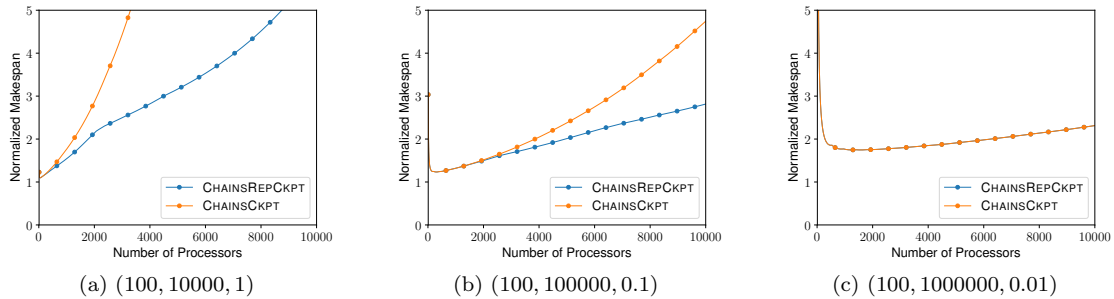 5
4
3
2
1
0
Normalized Makespan
0 2000 4000 6000 8000 10000
Number of Processors
CHAINSREPCKPT
CHAINSCKPT
(a) (100, 10000, 1)
5
4
3
2
1
0
Normalized Makespan
0 2000 4000 6000 8000 10000
Number of Processors
CHAINSREPCKPT
CHAINSCKPT
(b) (100, 100000, 0.1)
5
4
3
2
1
0
Normalized Makespan
0 2000 4000 6000 8000 10000
Number of Processors
CHAINSREPCKPT
CHAINSCKPT
(c) (100, 1000000, 0.01)